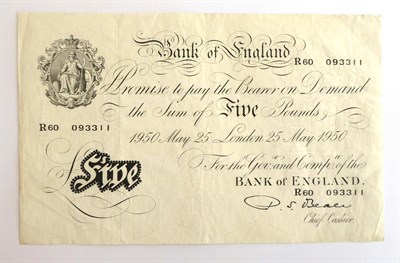 Bank of England
R60 093311
I Promise to pay the Bearer on Demand
the Sum of Five Pounds
R60 093311
1950 May 25 London 25 May 1950
For the Govr. and Compa. of the
BANK OF ENGLAND.
R60 093311
Five
P. S. Beale
Chief Cashier.